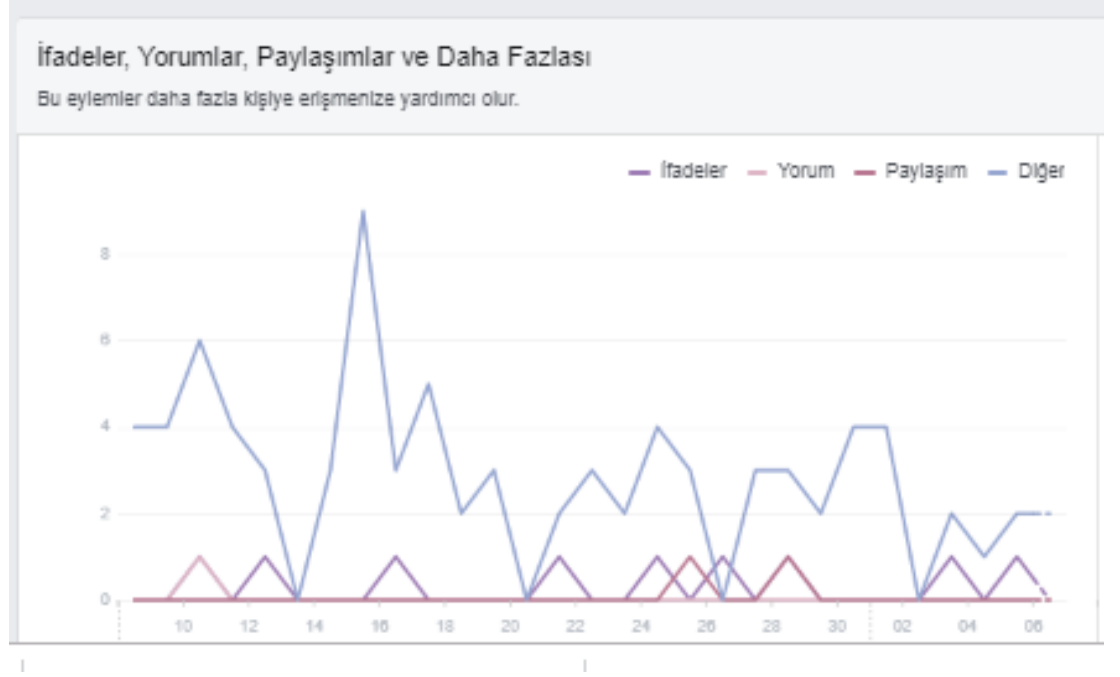 İfadeler, Yorumlar, Paylaşımlar ve Daha Fazlası
Bu eylemler daha fazla kişiye erişmenize yardımcı olur.
İfadeler Yorum Paylaşım Diğer
8
6
4
2
0
10 12 14 16 18 20 22 24 26 28 30 02 04 06